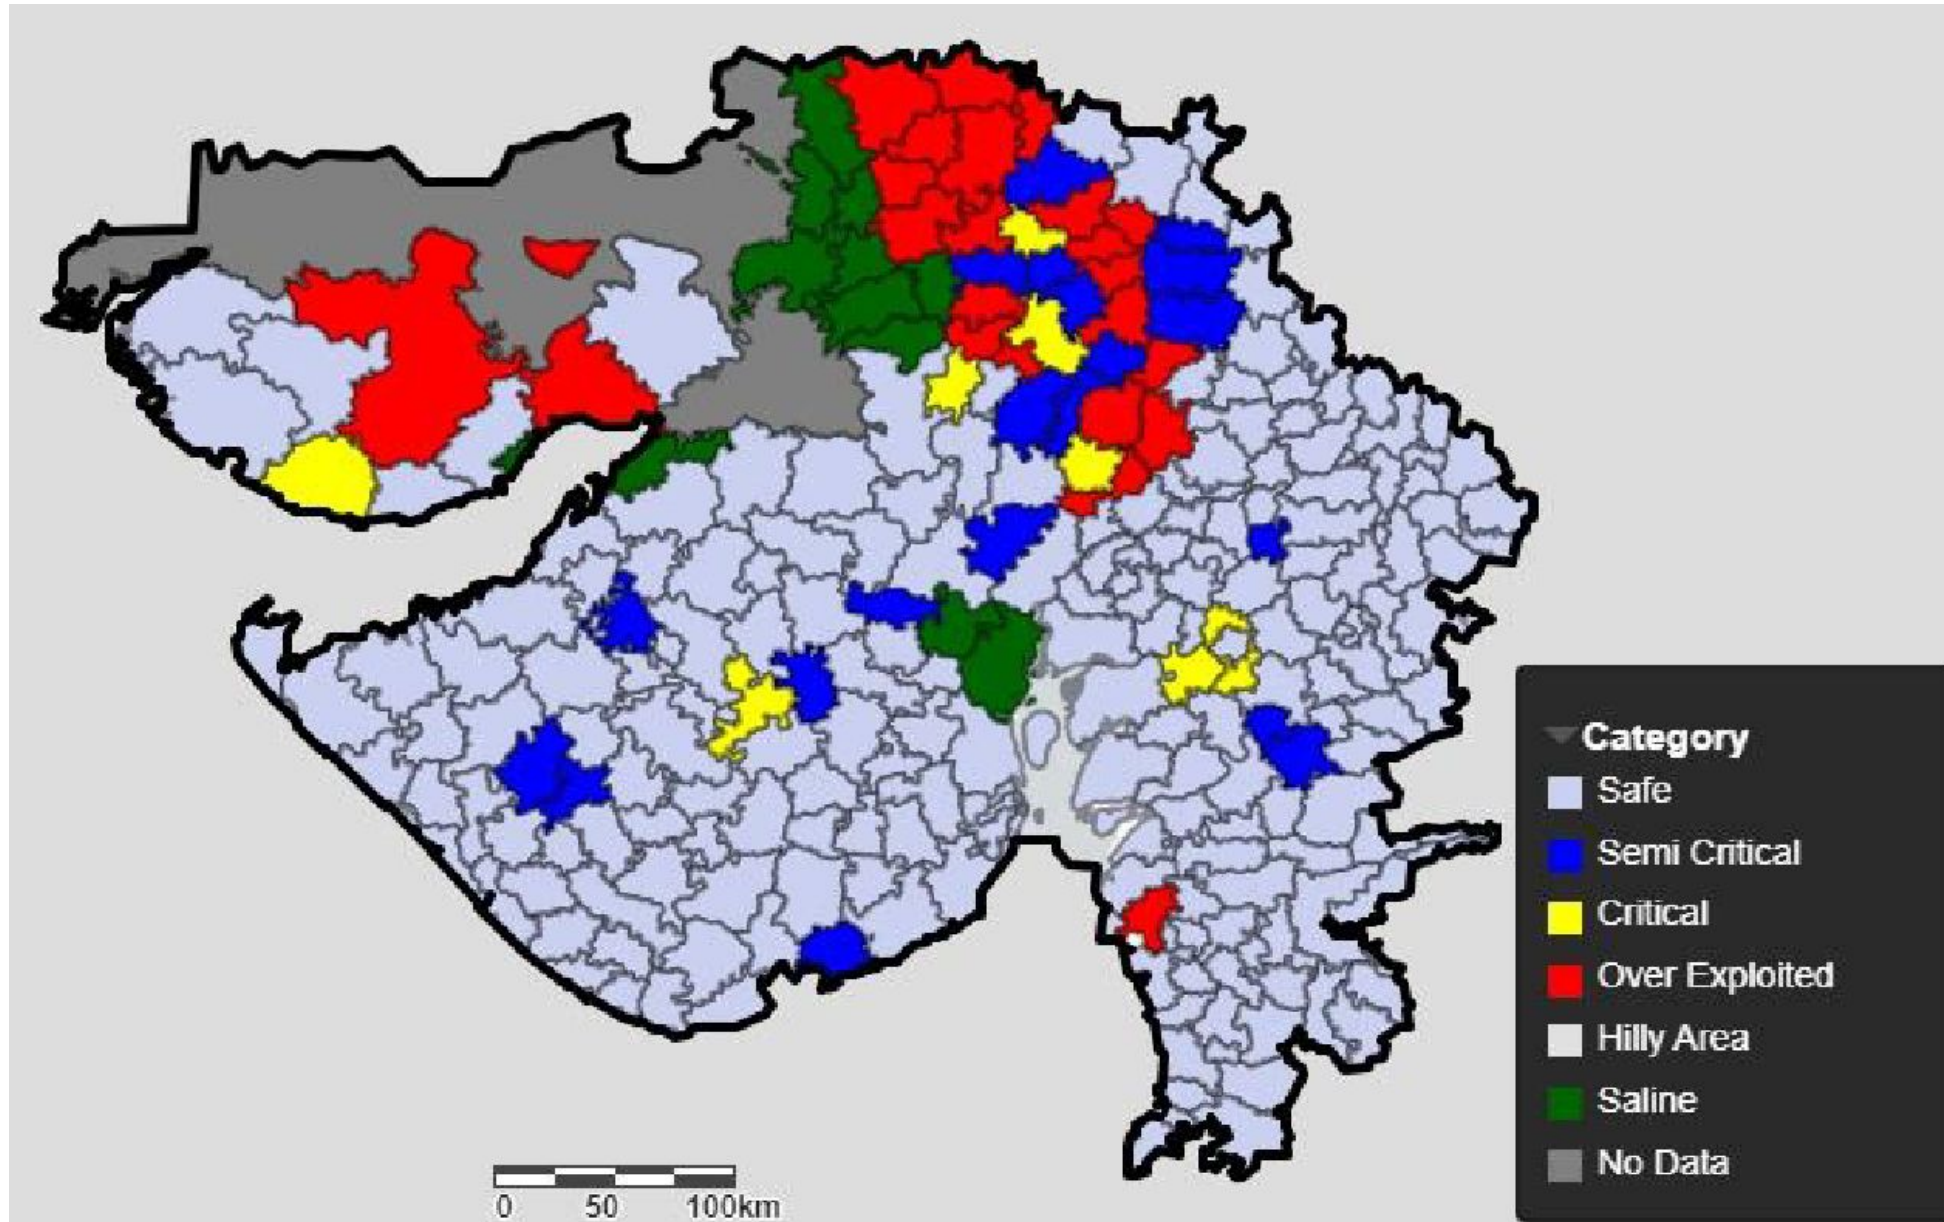 Category
Safe
Semi Critical
Critical
Over Exploited
Hilly Area
Saline
No Data
0 50 100km